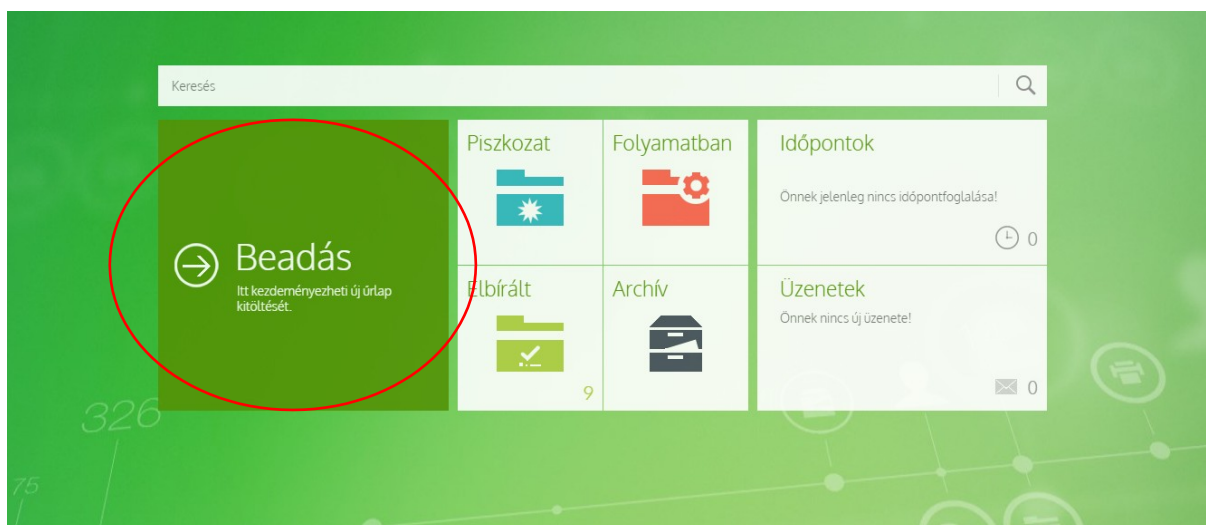 Keresés
Beadás
Itt kezdeményezheti új űrlap
kitöltését.
Piszkozat
Folyamatban
Elbírált
9
Archív
Időpontok
Önnek jelenleg nincs időpontfoglalása!
0
Üzenetek
Önnek nincs új üzenete!
0
326
75